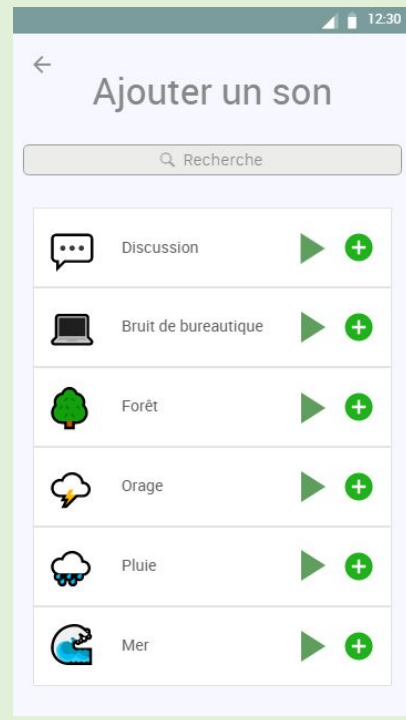 12:30
Ajouter un son
Recherche
Discussion
Bruit de bureautique
Forêt
Orage
Pluie
Mer